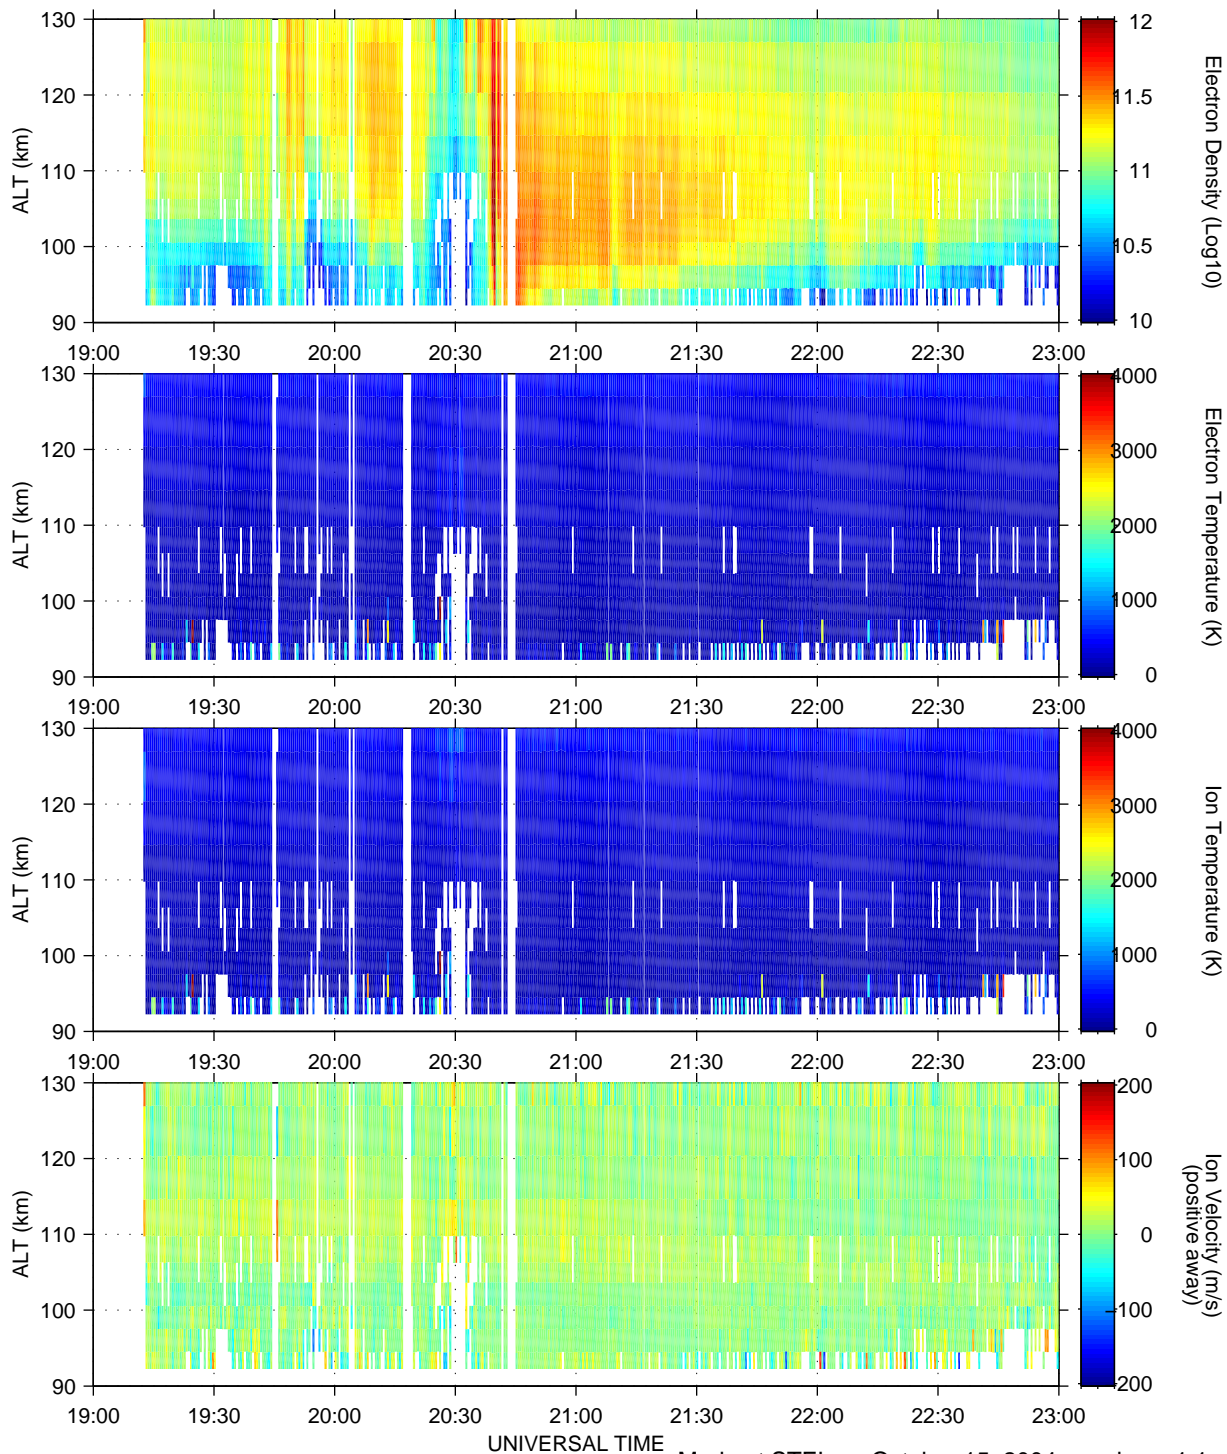 130
120
110
100
90
ALT (km)
19:00 19:30 20:00 20:30 21:00 21:30 22:00 22:30 23:00
12
11.5
11
10.5
10
Electron Density (Log10)
130
120
110
100
90
ALT (km)
19:00 19:30 20:00 20:30 21:00 21:30 22:00 22:30 23:00
4000
3000
2000
1000
0
Electron Temperature (K)
130
120
110
100
90
ALT (km)
19:00 19:30 20:00 20:30 21:00 21:30 22:00 22:30 23:00
4000
3000
2000
1000
0
Ion Temperature (K)
130
120
110
100
90
ALT (km)
19:00 19:30 20:00 20:30 21:00 21:30 22:00 22:30 23:00
200
100
0
-100
-200
Ion Velocity (m/s)
(positive away)
UNIVERSAL TIME